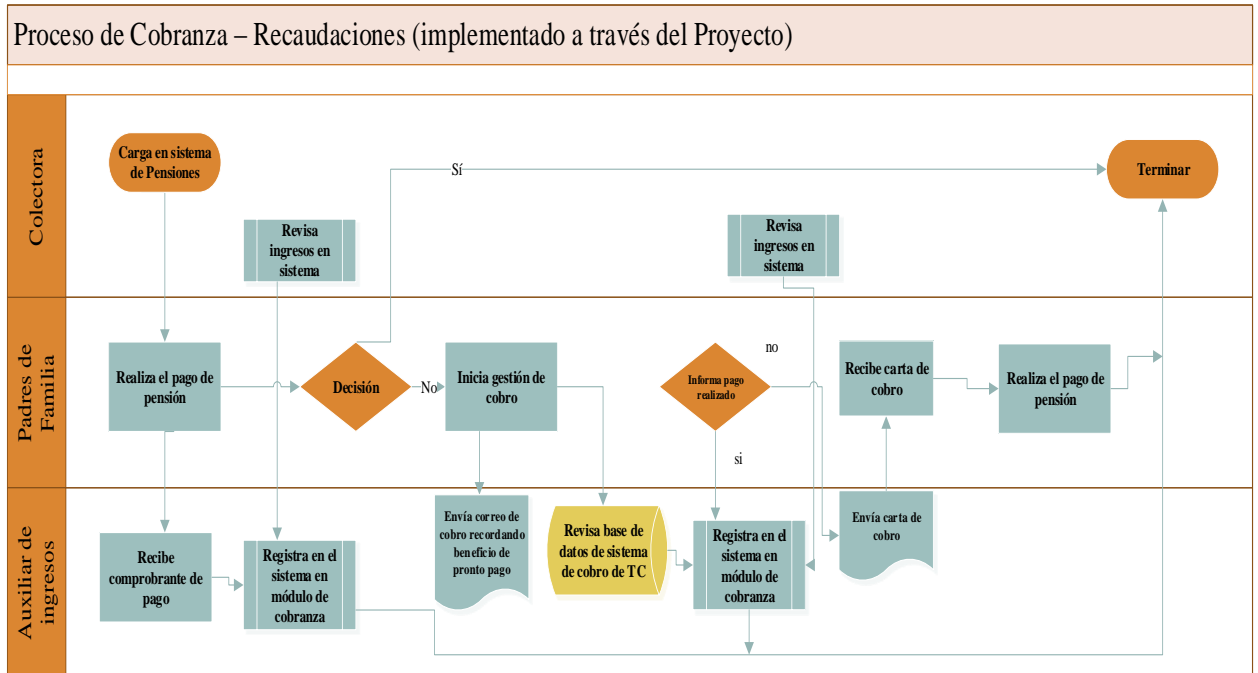 Proceso de Cobranza – Recaudaciones (implementado a través del Proyecto)
Colectora
Carga en sistema
de Pensiones
Sí
Terminar
Revisa
ingresos en
sistema
Revisa
ingresos en
sistema
Padres de
Familia
Realiza el pago de
pensión
Decisión
No
Inicia gestión de
cobro
Informa pago
realizado
no
si
Recibe carta de
cobro
Realiza el pago de
pensión
Auxiliar de
ingresos
Recibe
comprobrante de
pago
Registra en el
sistema en
módulo de
cobranza
Envía correo de
cobro recordando
beneficio de
pronto pago
Revisa base de
datos de sistema
de cobro de TC
Registra en el
sistema en
módulo de
cobranza
Envía carta de
cobro